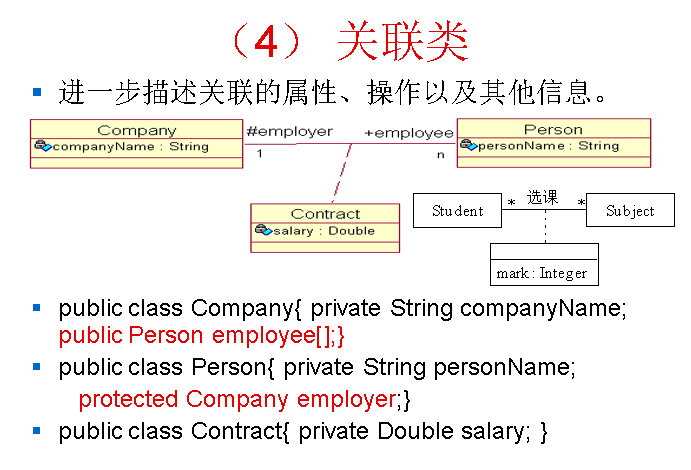 （4） 关联类
进一步描述关联的属性、操作以及其他信息。
Company
companyName : String
#employer
1
+employee
n
Person
personName : String
Contract
salary : Double
Student
*
选课
*
Subject
mark : Integer
public class Company{ private String companyName;
public Person employee[];}
public class Person{ private String personName;
protected Company employer;}
public class Contract{ private Double salary; }